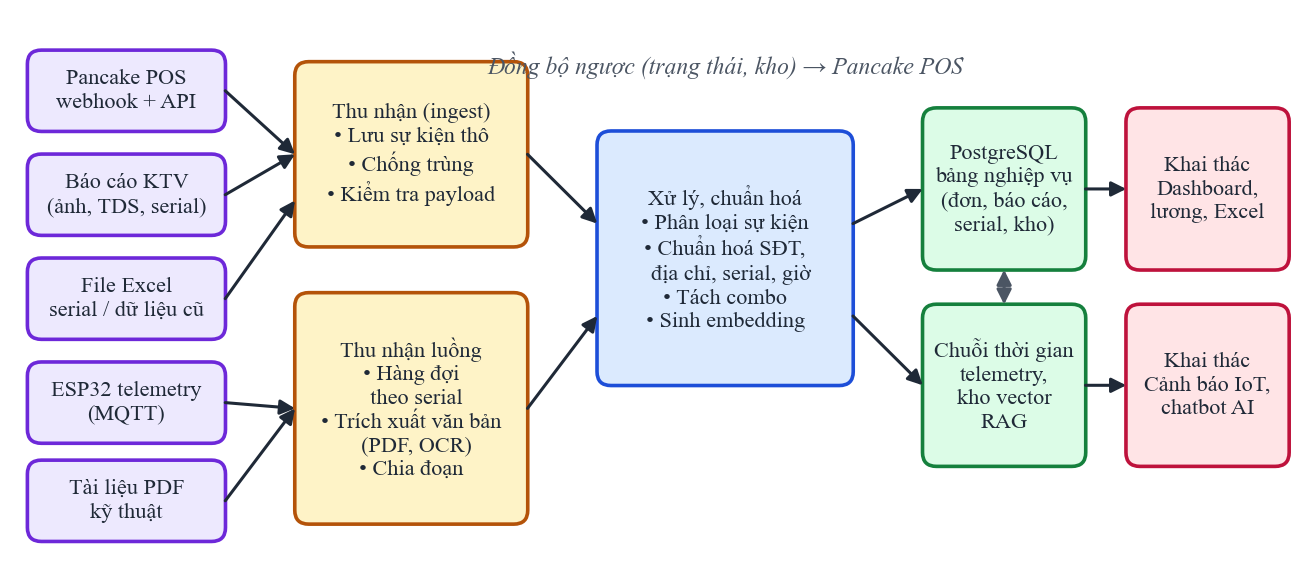 Đồng bộ ngược (trạng thái, kho) → Pancake POS
Pancake POS
webhook + API
Báo cáo KTV
(ảnh, TDS, serial)
File Excel
serial / dữ liệu cũ
ESP32 telemetry
(MQTT)
Tài liệu PDF
kỹ thuật
Thu nhận (ingest)
• Lưu sự kiện thô
• Chống trùng
• Kiểm tra payload
Thu nhận luồng
• Hàng đợi
theo serial
• Trích xuất văn bản
(PDF, OCR)
• Chia đoạn
Xử lý, chuẩn hoá
• Phân loại sự kiện
• Chuẩn hoá SĐT,
địa chỉ, serial, giờ
• Tách combo
• Sinh embedding
PostgreSQL
bảng nghiệp vụ
(đơn, báo cáo,
serial, kho)
Chuỗi thời gian
telemetry,
kho vector
RAG
Khai thác
Dashboard,
lương, Excel
Khai thác
Cảnh báo IoT,
chatbot AI